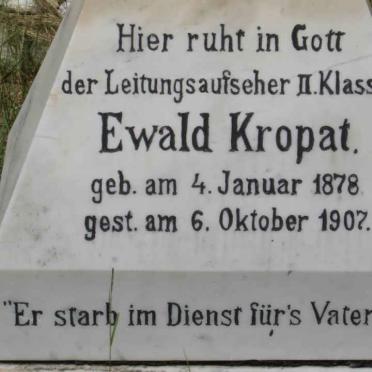 Hier ruht in Gott
der Leitungsaufseher II. Klass
Ewald Kropat.
geb. am 4. Januar 1878
gest. am 6. Oktober 1907.
"Er starb im Dienst für's Vater